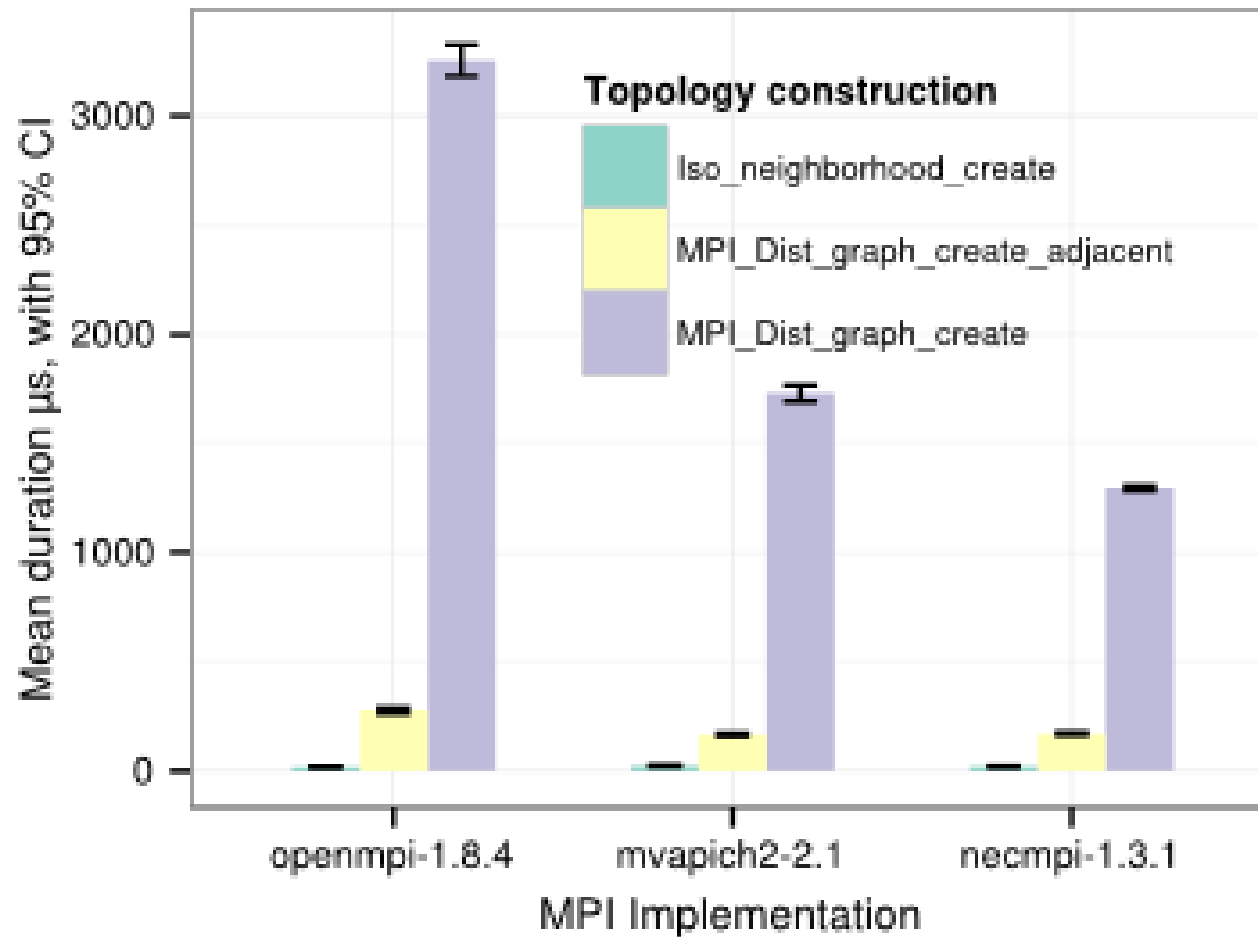 Mean duration µs, with 95% CI
3000
2000
1000
0
Topology construction
Iso_neighborhood_create
MPI_Dist_graph_create_adjacent
MPI_Dist_graph_create
openmpi-1.8.4
mvapich2-2.1
necmpi-1.3.1
MPI Implementation